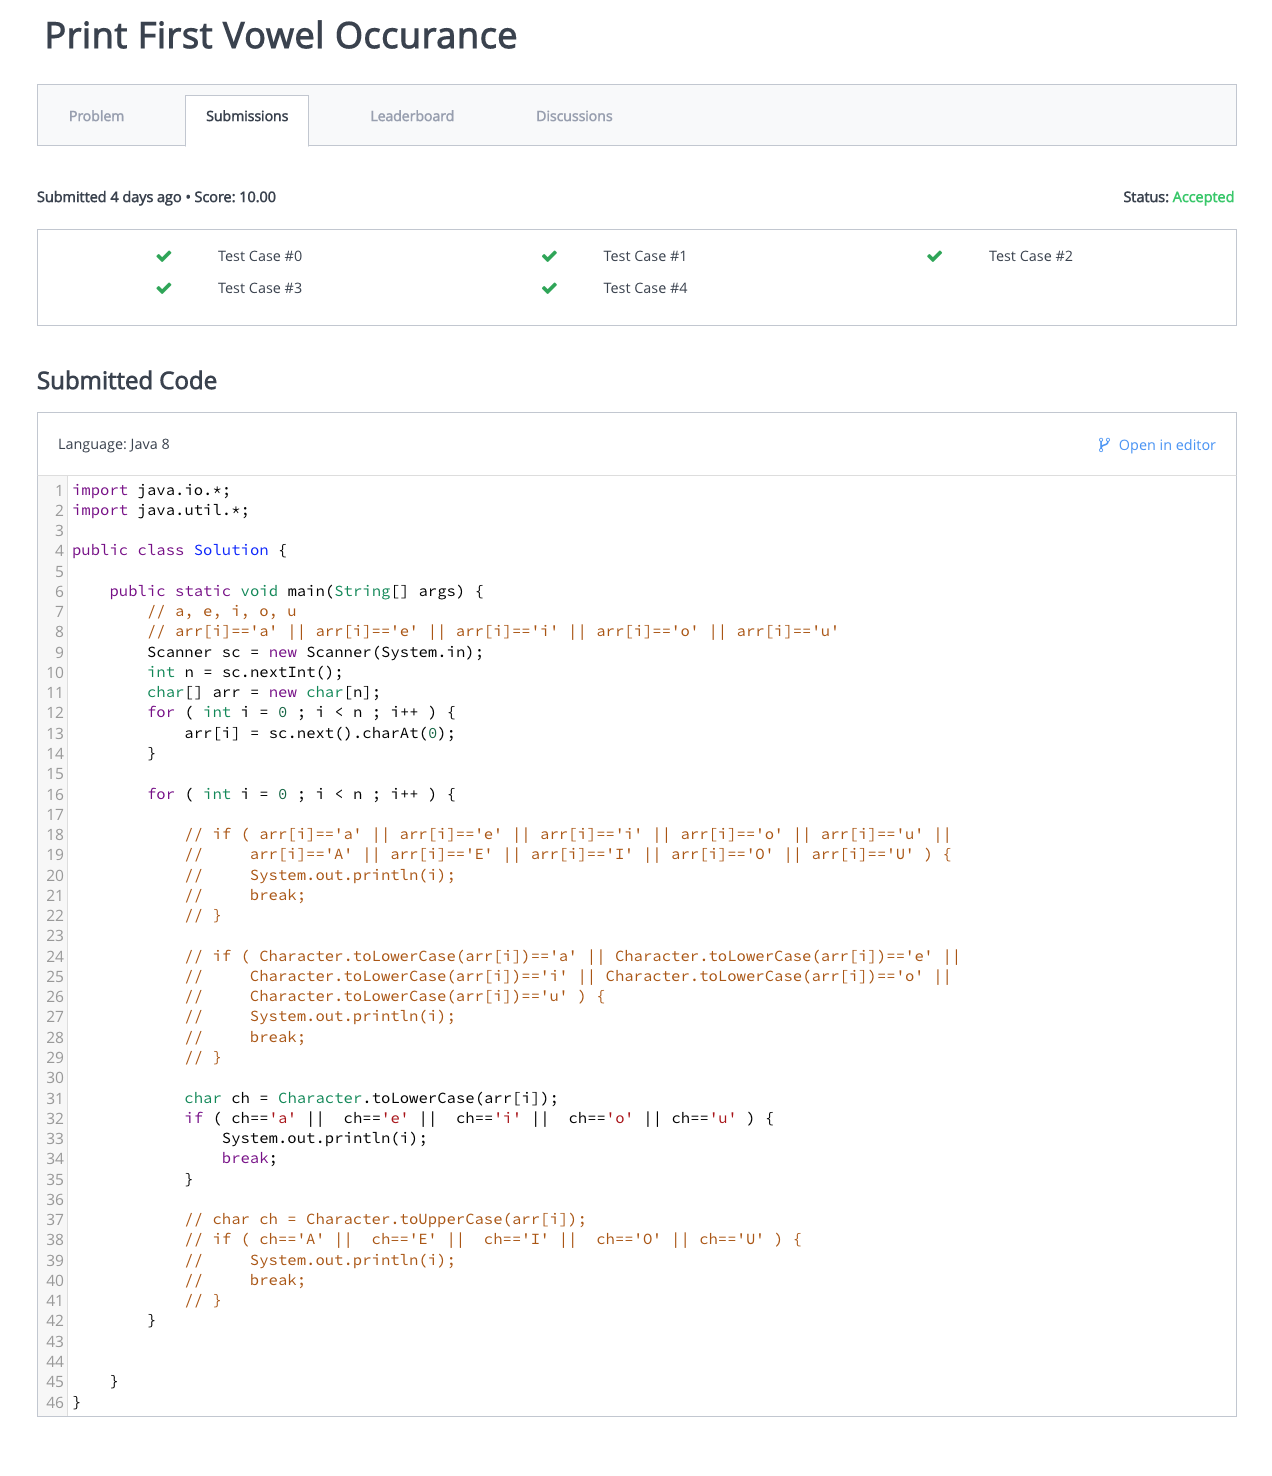 Print First Vowel Occurance
Problem Submissions Leaderboard Discussions
Submitted 4 days ago • Score: 10.00 Status: Accepted
Test Case #0 Test Case #1 Test Case #2
Test Case #3 Test Case #4
Submitted Code
Language: Java 8 Open in editor
1 import java.io.*;
2 import java.util.*;
3
4 public class Solution {
5
6     public static void main(String[] args) {
7         // a, e, i, o, u
8         // arr[i]=='a' || arr[i]=='e' || arr[i]=='i' || arr[i]=='o' || arr[i]=='u'
9         Scanner sc = new Scanner(System.in);
10         int n = sc.nextInt();
11         char[] arr = new char[n];
12         for ( int i = 0 ; i < n ; i++ ) {
13             arr[i] = sc.next().charAt(0);
14         }
15
16         for ( int i = 0 ; i < n ; i++ ) {
17
18             // if ( arr[i]=='a' || arr[i]=='e' || arr[i]=='i' || arr[i]=='o' || arr[i]=='u' ||
19             //     arr[i]=='A' || arr[i]=='E' || arr[i]=='I' || arr[i]=='O' || arr[i]=='U' ) {
20             //     System.out.println(i);
21             //     break;
22             // }
23
24             // if ( Character.toLowerCase(arr[i])=='a' || Character.toLowerCase(arr[i])=='e' ||
25             //     Character.toLowerCase(arr[i])=='i' || Character.toLowerCase(arr[i])=='o' ||
26             //     Character.toLowerCase(arr[i])=='u' ) {
27             //     System.out.println(i);
28             //     break;
29             // }
30
31             char ch = Character.toLowerCase(arr[i]);
32             if ( ch=='a' ||  ch=='e' ||  ch=='i' ||  ch=='o' || ch=='u' ) {
33                 System.out.println(i);
34                 break;
35             }
36
37             // char ch = Character.toUpperCase(arr[i]);
38             // if ( ch=='A' ||  ch=='E' ||  ch=='I' ||  ch=='O' || ch=='U' ) {
39             //     System.out.println(i);
40             //     break;
41             // }
42         }
43
44
45     }
46 }